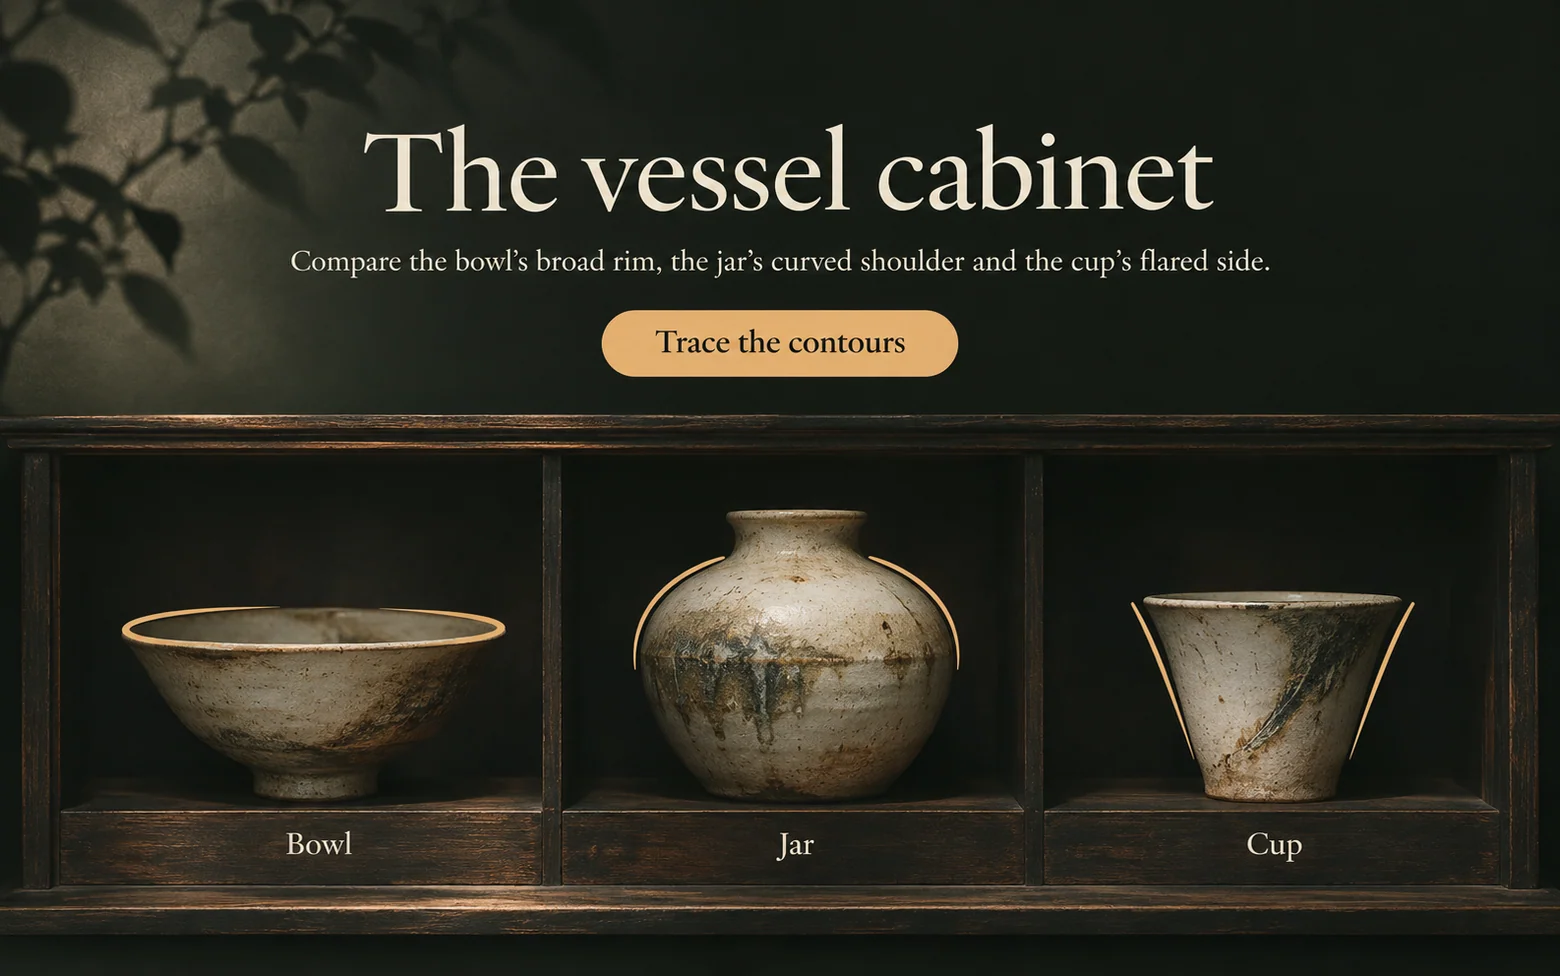 The vessel cabinet
Compare the bowl’s broad rim, the jar’s curved shoulder and the cup’s flared side.
Trace the contours
Bowl
Jar
Cup